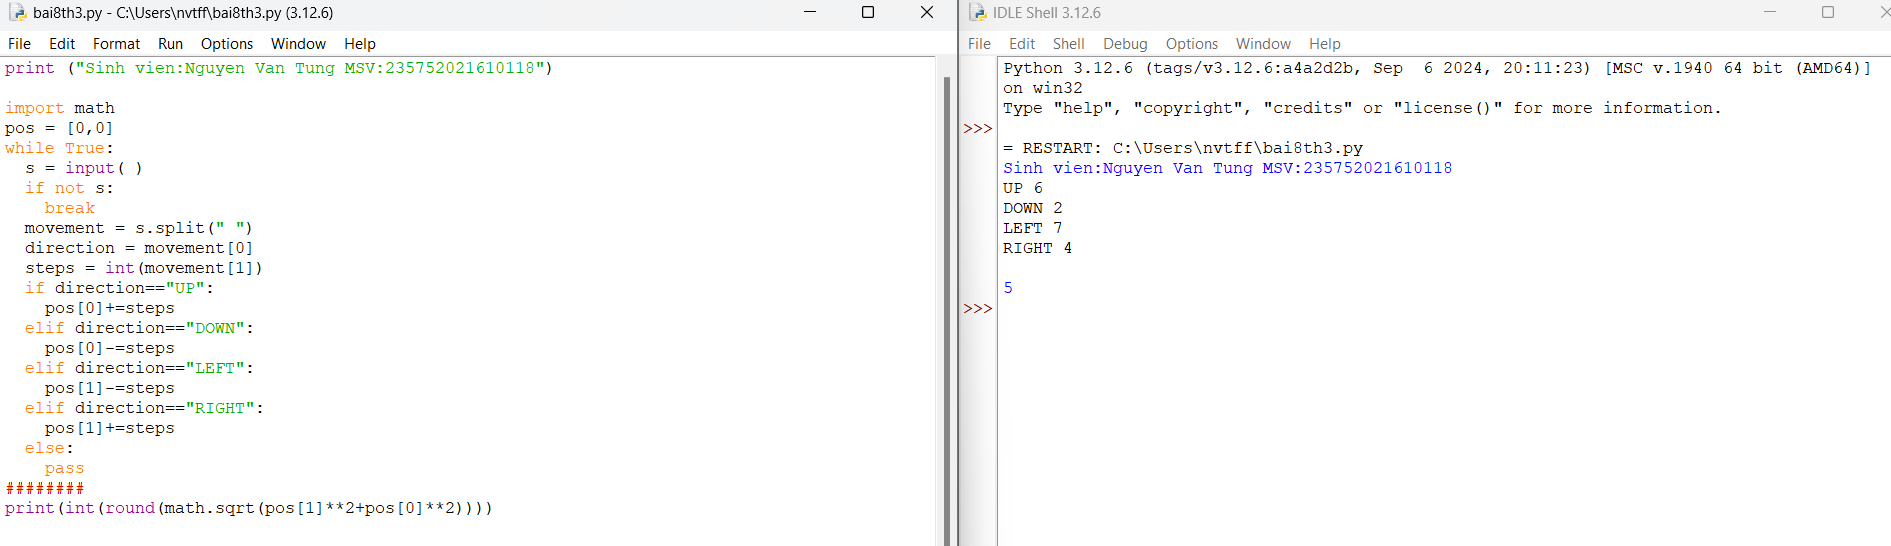 bai8th3.py - C:\Users\nvtff\bai8th3.py (3.12.6)
File Edit Format Run Options Window Help
print ("Sinh vien:Nguyen Van Tung MSV:235752021610118")
import math
pos = [0,0]
while True:
  s = input( )
  if not s:
    break
  movement = s.split(" ")
  direction = movement[0]
  steps = int(movement[1])
  if direction=="UP":
    pos[0]+=steps
  elif direction=="DOWN":
    pos[0]-=steps
  elif direction=="LEFT":
    pos[1]-=steps
  elif direction=="RIGHT":
    pos[1]+=steps
  else:
    pass
########
print(int(round(math.sqrt(pos[1]**2+pos[0]**2))))
IDLE Shell 3.12.6
File Edit Shell Debug Options Window Help
Python 3.12.6 (tags/v3.12.6:a4a2d2b, Sep  6 2024, 20:11:23) [MSC v.1940 64 bit (AMD64)]
on win32
Type "help", "copyright", "credits" or "license()" for more information.
>>>
= RESTART: C:\Users\nvtff\bai8th3.py
Sinh vien:Nguyen Van Tung MSV:235752021610118
UP 6
DOWN 2
LEFT 7
RIGHT 4
5
>>>